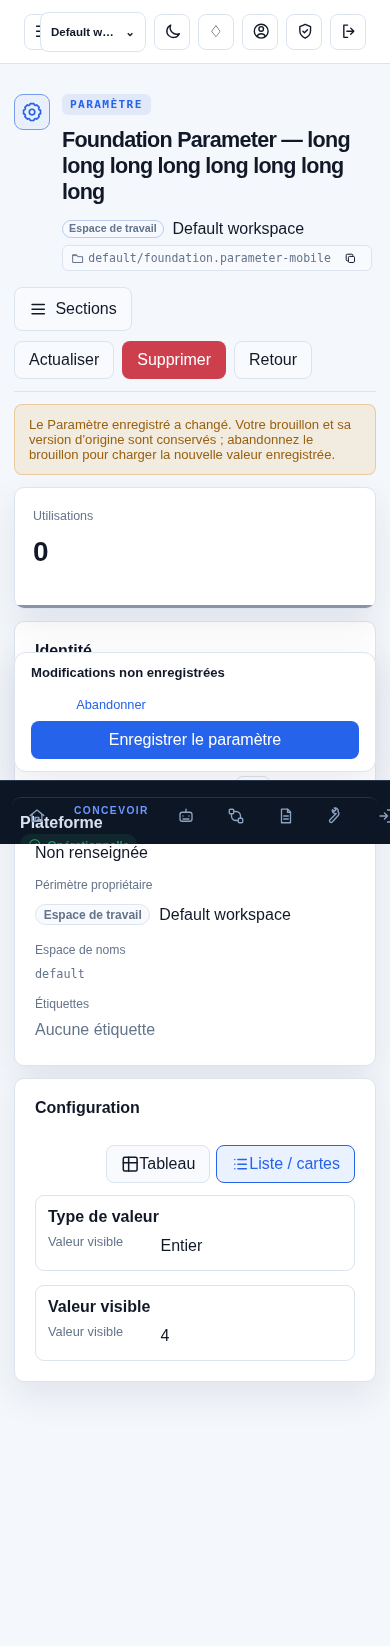 Default w... ⌄
PARAMÈTRE
Foundation Parameter — long
long long long long long long
long
Espace de travail Default workspace
default/foundation.parameter-mobile
Sections
Actualiser Supprimer Retour
Le Paramètre enregistré a changé. Votre brouillon et sa
version d'origine sont conservés ; abandonnez le
brouillon pour charger la nouvelle valeur enregistrée.
Utilisations
0
Identité
Modifications non enregistrées
Abandonner
Enregistrer le paramètre
CONCEVOIR
Plateforme
Opérationnelle
Non renseignée
Périmètre propriétaire
Espace de travail Default workspace
Espace de noms
default
Étiquettes
Aucune étiquette
Configuration
Tableau Liste / cartes
Type de valeur
Valeur visible Entier
Valeur visible
Valeur visible 4